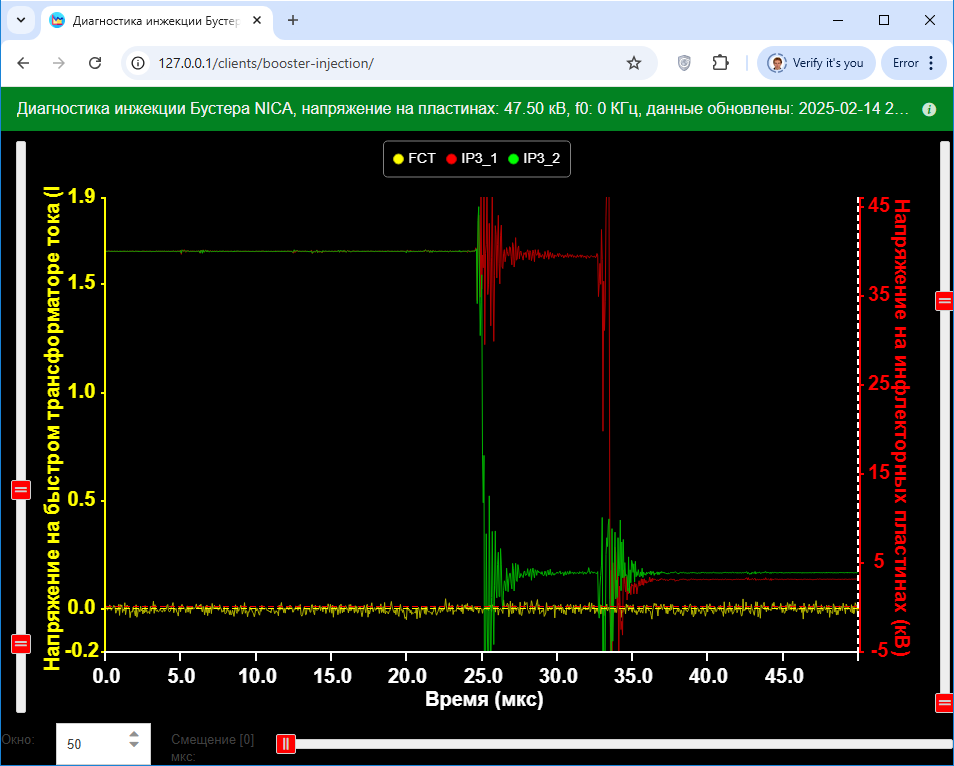 Диагностика инжекции Бустер
127.0.0.1/clients/booster-injection/
Verify it's you
Error
Диагностика инжекции Бустера NICA, напряжение на пластинах: 47.50 кВ, f0: 0 КГц, данные обновлены: 2025-02-14 2...
FCT IP3_1 IP3_2
Напряжение на быстром трансформаторе тока (
1.9
1.5
1.0
0.5
0.0
-0.2
45
35
25
15
5
-5
Напряжение на инфлекторных пластинах (кВ)
0.0 5.0 10.0 15.0 20.0 25.0 30.0 35.0 40.0 45.0
Время (мкс)
Окно:
50
Смещение [0]
мкс: